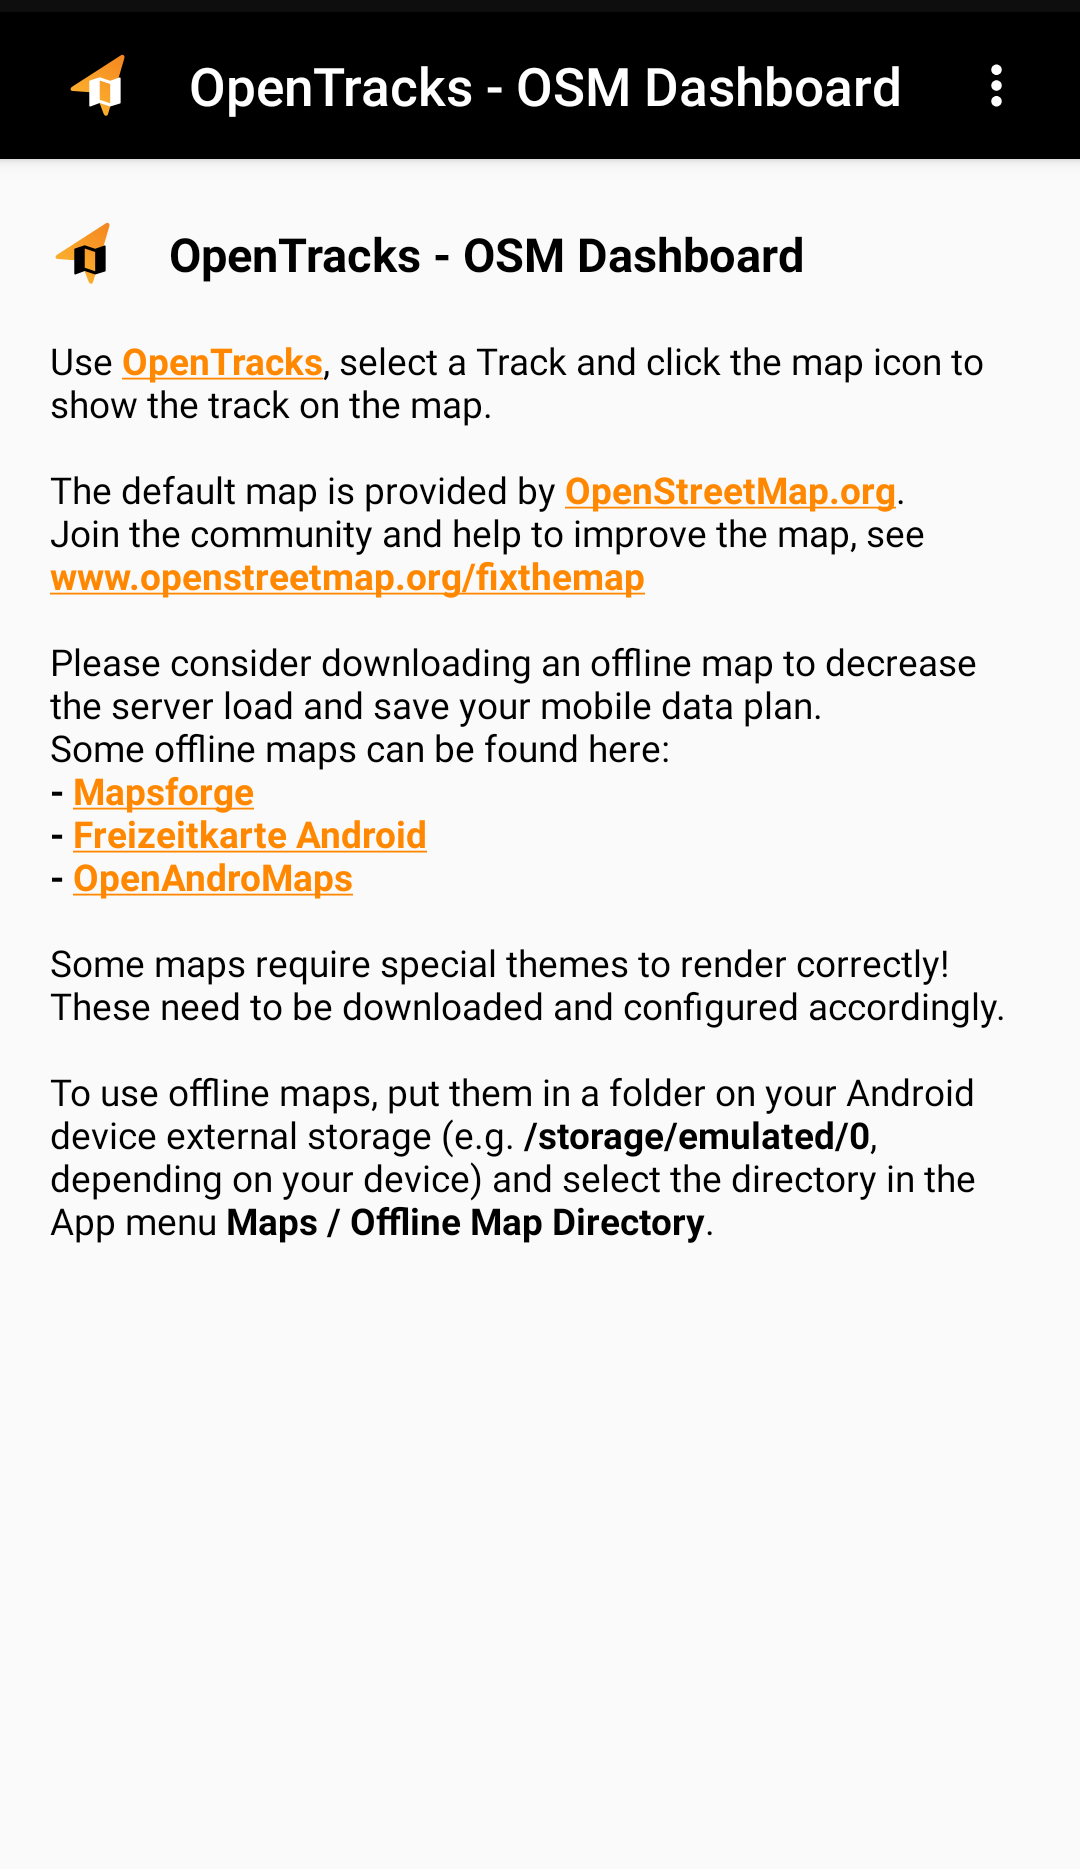 OpenTracks - OSM Dashboard
OpenTracks - OSM Dashboard
Use OpenTracks, select a Track and click the map icon to
show the track on the map.
The default map is provided by OpenStreetMap.org.
Join the community and help to improve the map, see
www.openstreetmap.org/fixthemap
Please consider downloading an offline map to decrease
the server load and save your mobile data plan.
Some offline maps can be found here:
- Mapsforge
- Freizeitkarte Android
- OpenAndroMaps
Some maps require special themes to render correctly!
These need to be downloaded and configured accordingly.
To use offline maps, put them in a folder on your Android
device external storage (e.g. /storage/emulated/0,
depending on your device) and select the directory in the
App menu Maps / Offline Map Directory.